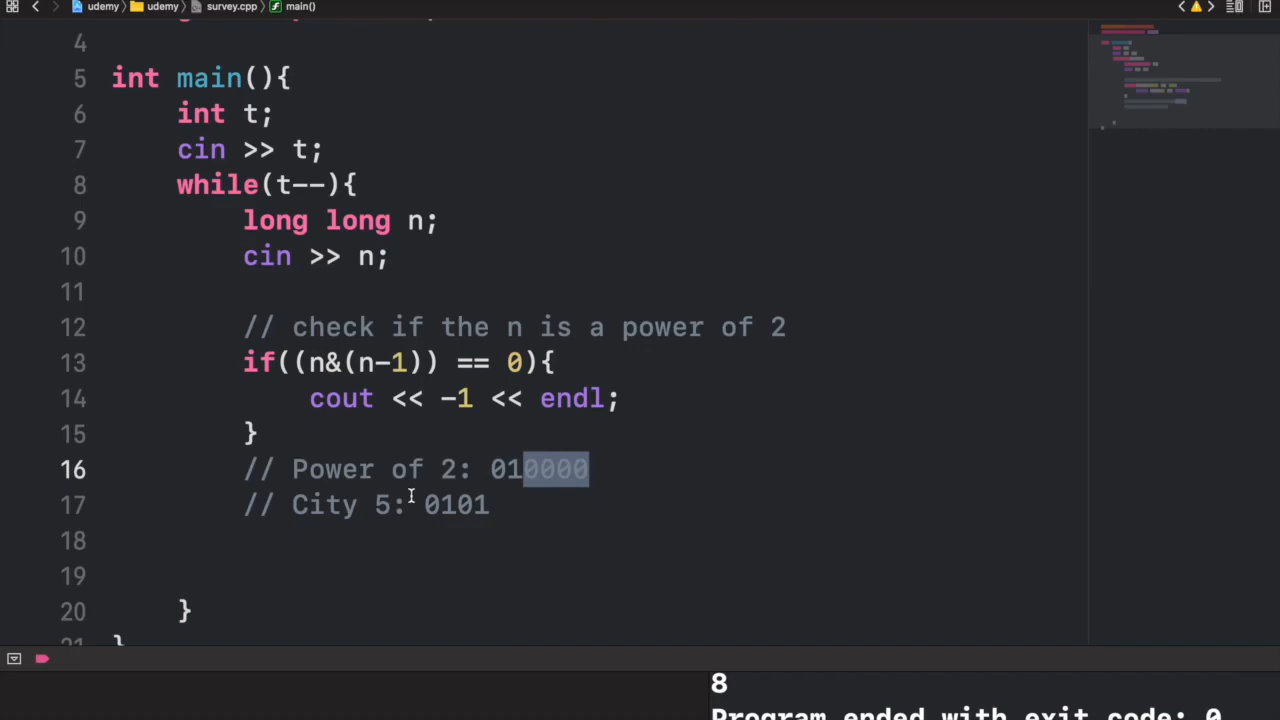 udemy udemy survey.cpp main()
4
5 int main(){
6 int t;
7 cin >> t;
8 while(t--){
9 long long n;
10 cin >> n;
11
12 // check if the n is a power of 2
13 if((n&(n-1)) == 0){
14 cout << -1 << endl;
15 }
16 // Power of 2: 010000
17 // City 5: 0101
18
19
20 }
21 }
8
Program ended with exit code: 0